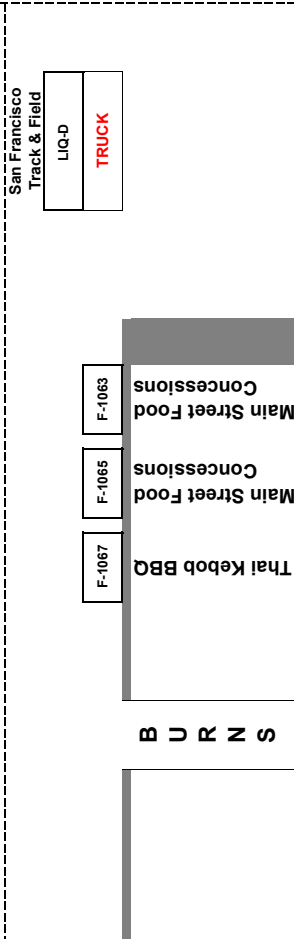 San Francisco
Track & Field
LIQ-D
TRUCK
F-1063
Main Street Food
Concessions
F-1065
Main Street Food
Concessions
F-1067
Thai Kebob BBQ
BURNS